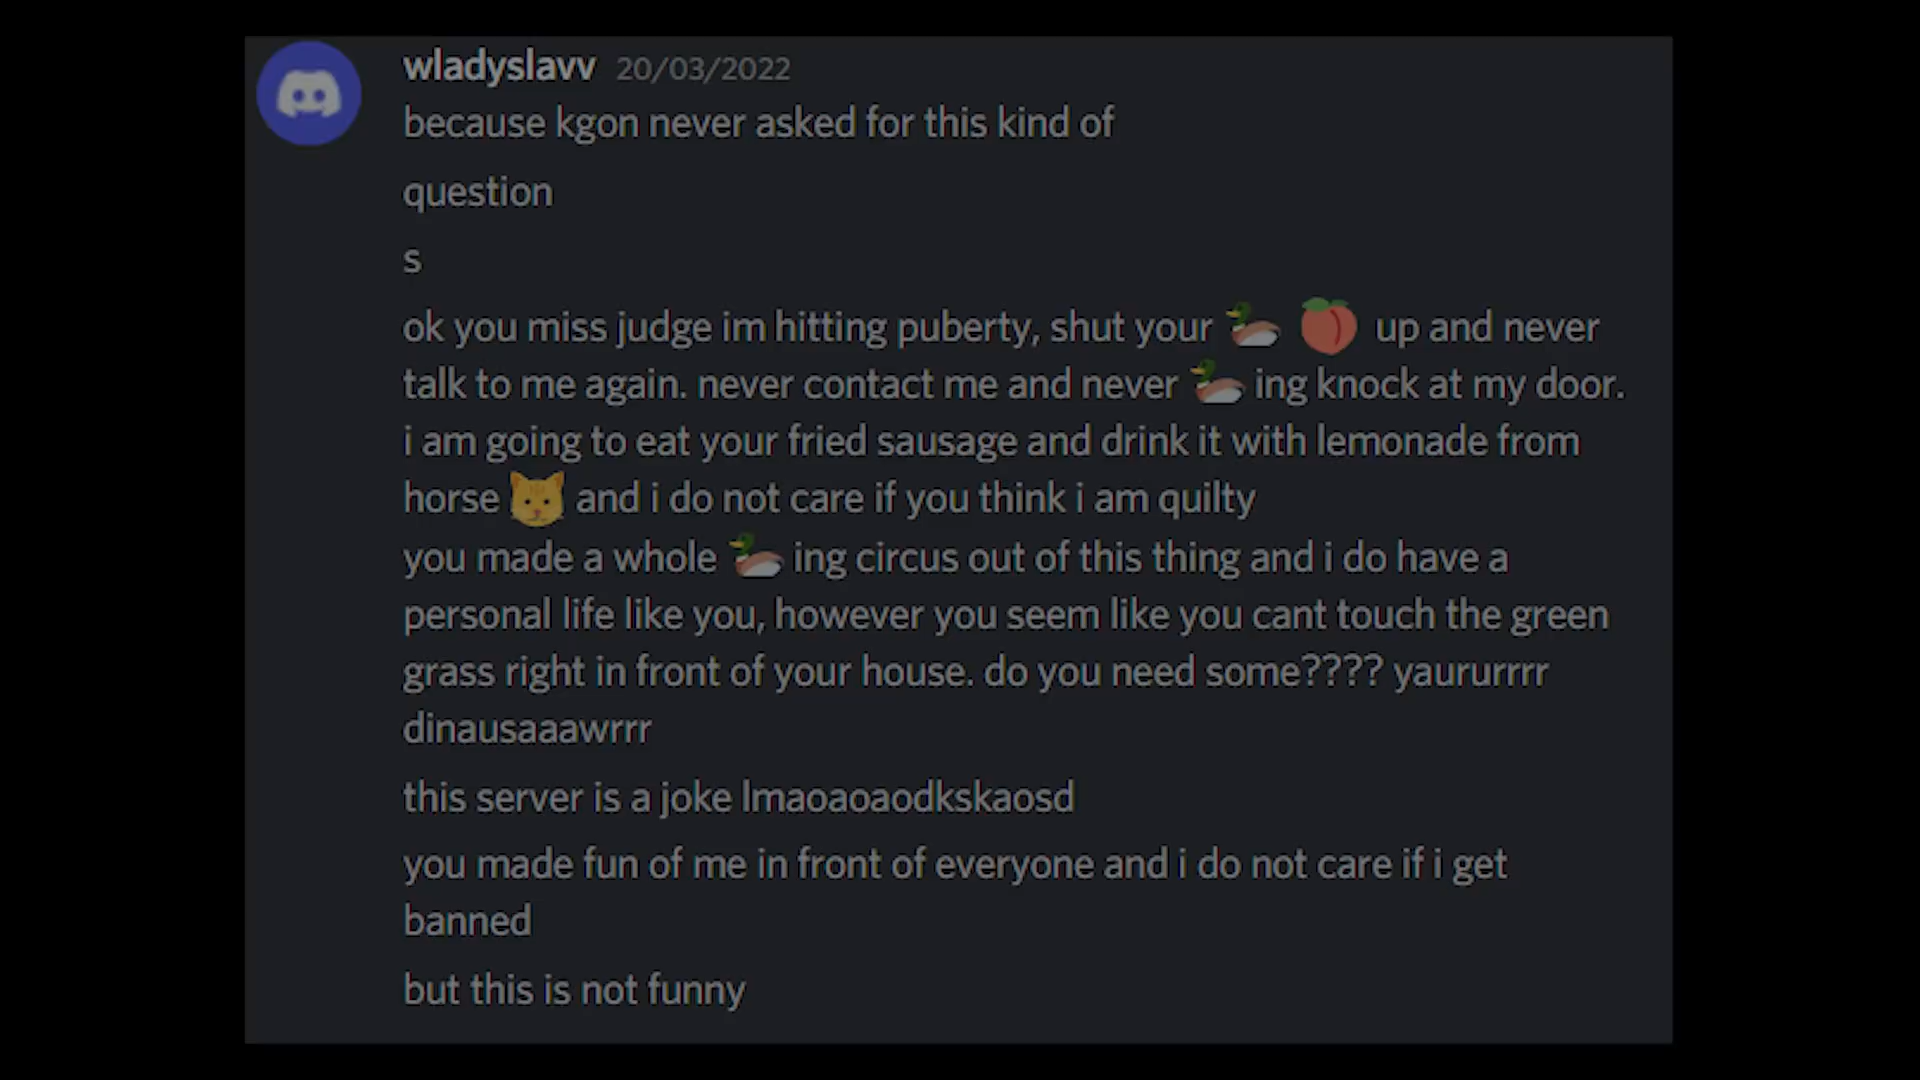 wladyslavv 20/03/2022
because kgon never asked for this kind of
question
s
ok you miss judge im hitting puberty, shut your 🦆 🍑 up and never
talk to me again. never contact me and never 🦆 ing knock at my door.
i am going to eat your fried sausage and drink it with lemonade from
horse 🐱 and i do not care if you think i am quilty
you made a whole 🦆 ing circus out of this thing and i do have a
personal life like you, however you seem like you cant touch the green
grass right in front of your house. do you need some???? yaururrrr
dinausaaawrrr
this server is a joke lmaoaoaodkskaosd
you made fun of me in front of everyone and i do not care if i get
banned
but this is not funny